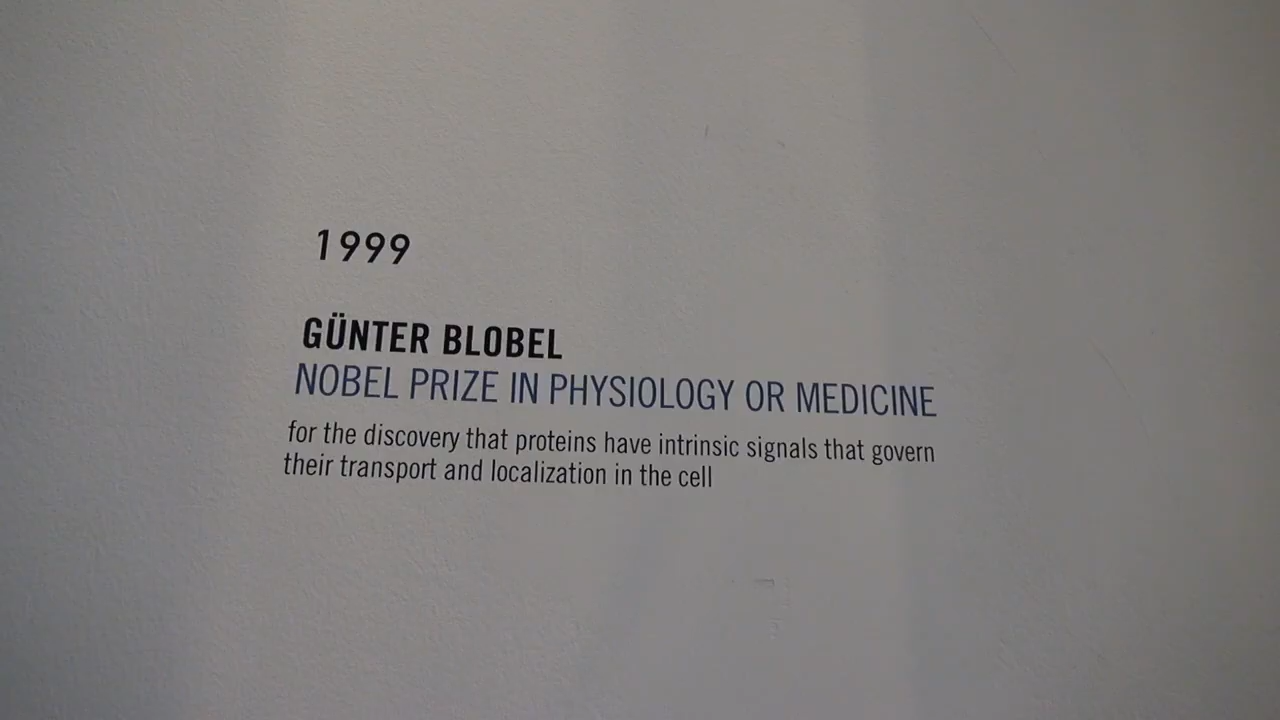 1999
GÜNTER BLOBEL
NOBEL PRIZE IN PHYSIOLOGY OR MEDICINE
for the discovery that proteins have intrinsic signals that govern
their transport and localization in the cell